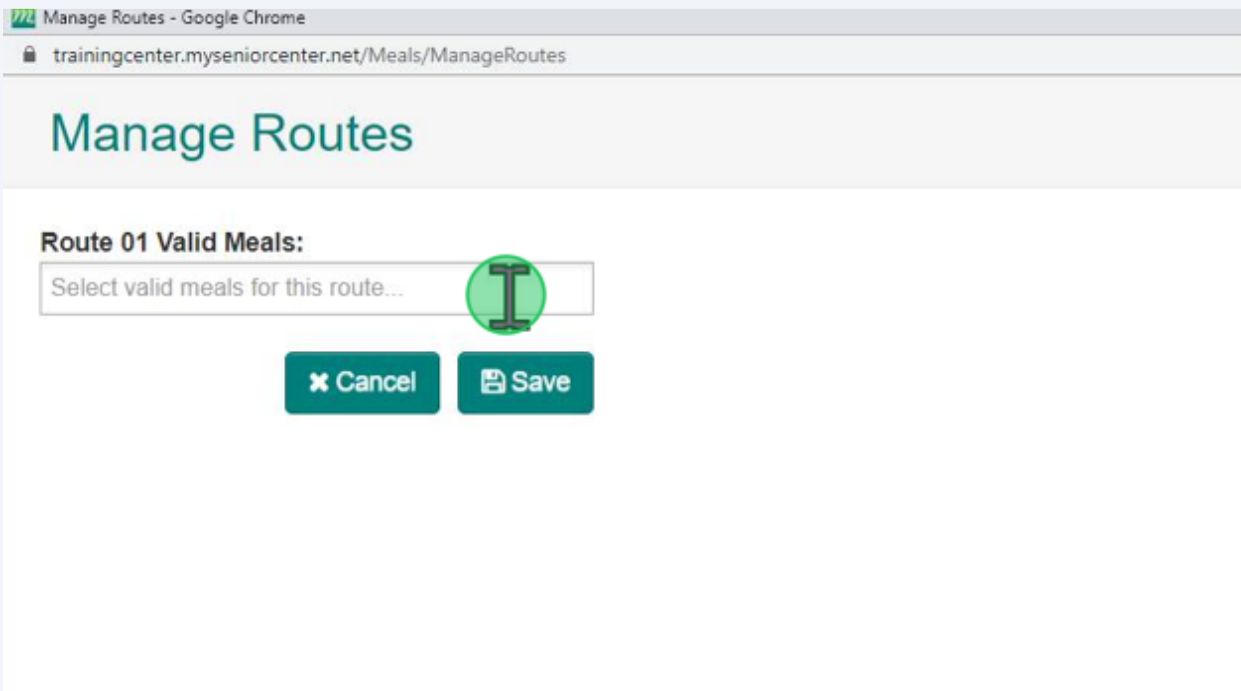 Manage Routes - Google Chrome
trainingcenter.myseniorcenter.net/Meals/ManageRoutes
Manage Routes
Route 01 Valid Meals:
Select valid meals for this route...
Cancel Save